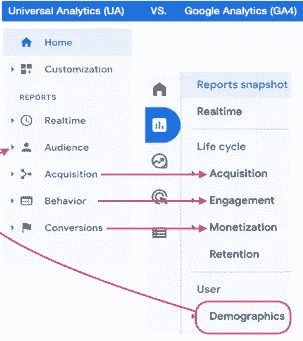 Universal Analytics (UA) VS. Google Analytics (GA4)
Home
Customization
REPORTS
Realtime
Audience
Acquisition
Behavior
Conversions
Reports snapshot
Realtime
Life cycle
Acquisition
Engagement
Monetization
Retention
User
Demographics